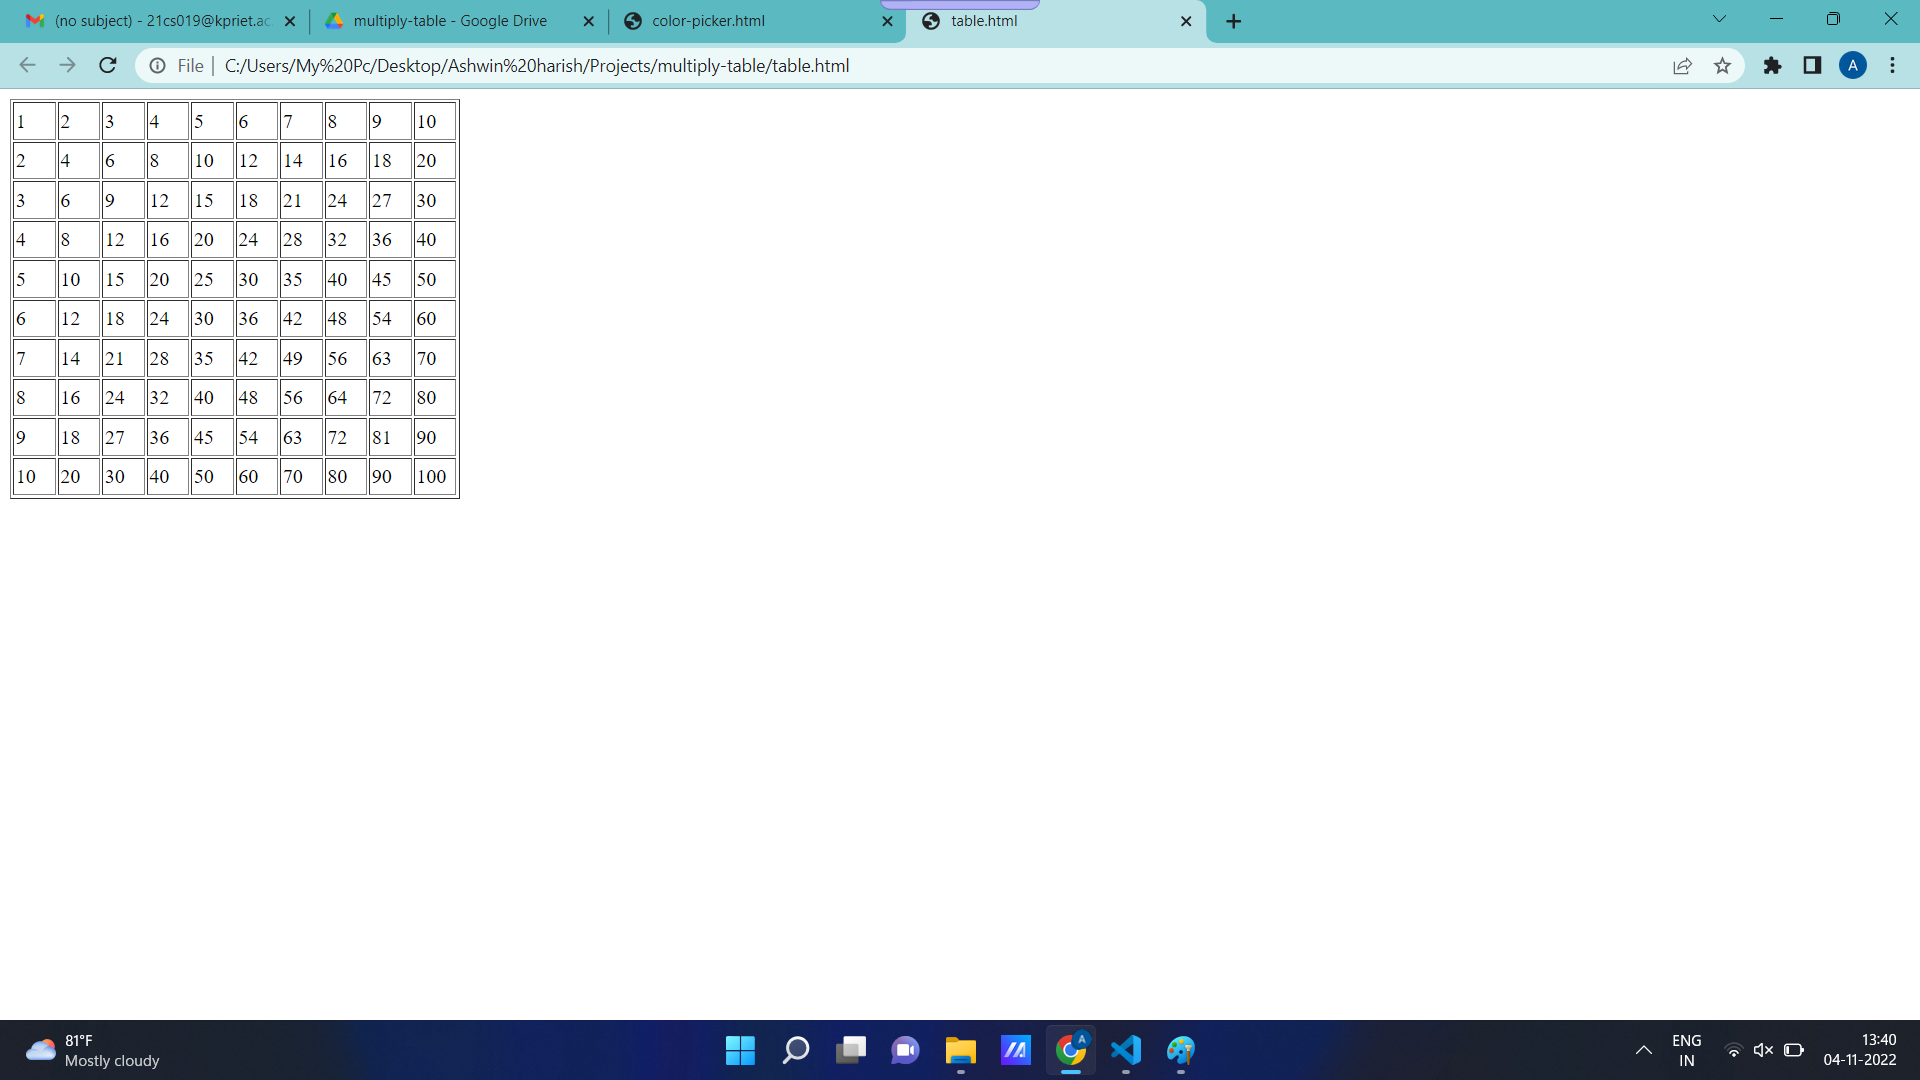 (no subject) - 21cs019@kpriet.ac.
multiply-table - Google Drive
color-picker.html
table.html
File
C:/Users/My%20Pc/Desktop/Ashwin%20harish/Projects/multiply-table/table.html
A
1 2 3 4 5 6 7 8 9 10
2 4 6 8 10 12 14 16 18 20
3 6 9 12 15 18 21 24 27 30
4 8 12 16 20 24 28 32 36 40
5 10 15 20 25 30 35 40 45 50
6 12 18 24 30 36 42 48 54 60
7 14 21 28 35 42 49 56 63 70
8 16 24 32 40 48 56 64 72 80
9 18 27 36 45 54 63 72 81 90
10 20 30 40 50 60 70 80 90 100
81°F
Mostly cloudy
A
ENG
IN
13:40
04-11-2022